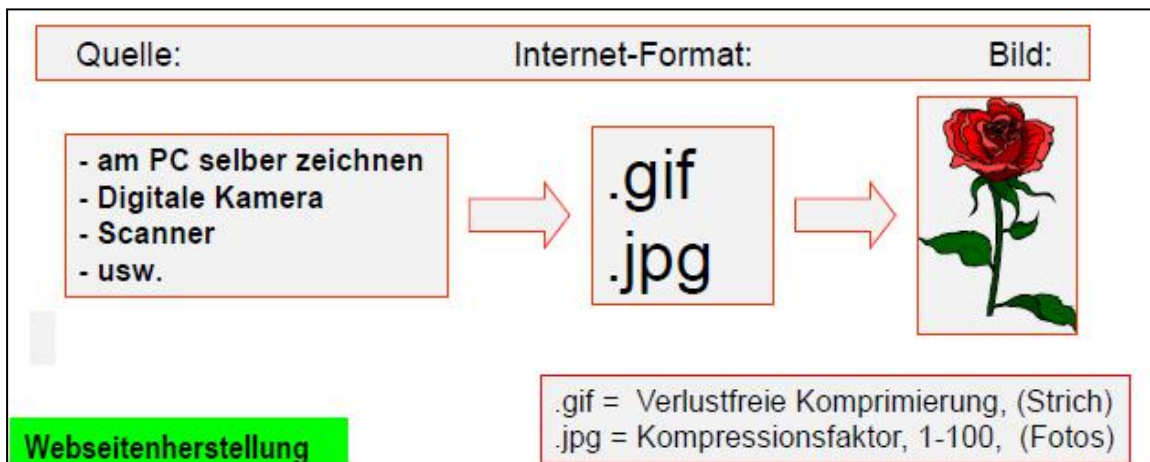 Quelle: Internet-Format: Bild:
- am PC selber zeichnen
- Digitale Kamera
- Scanner
- usw.
.gif
.jpg
.gif = Verlustfreie Komprimierung, (Strich)
.jpg = Kompressionsfaktor, 1-100, (Fotos)
Webseitenherstellung